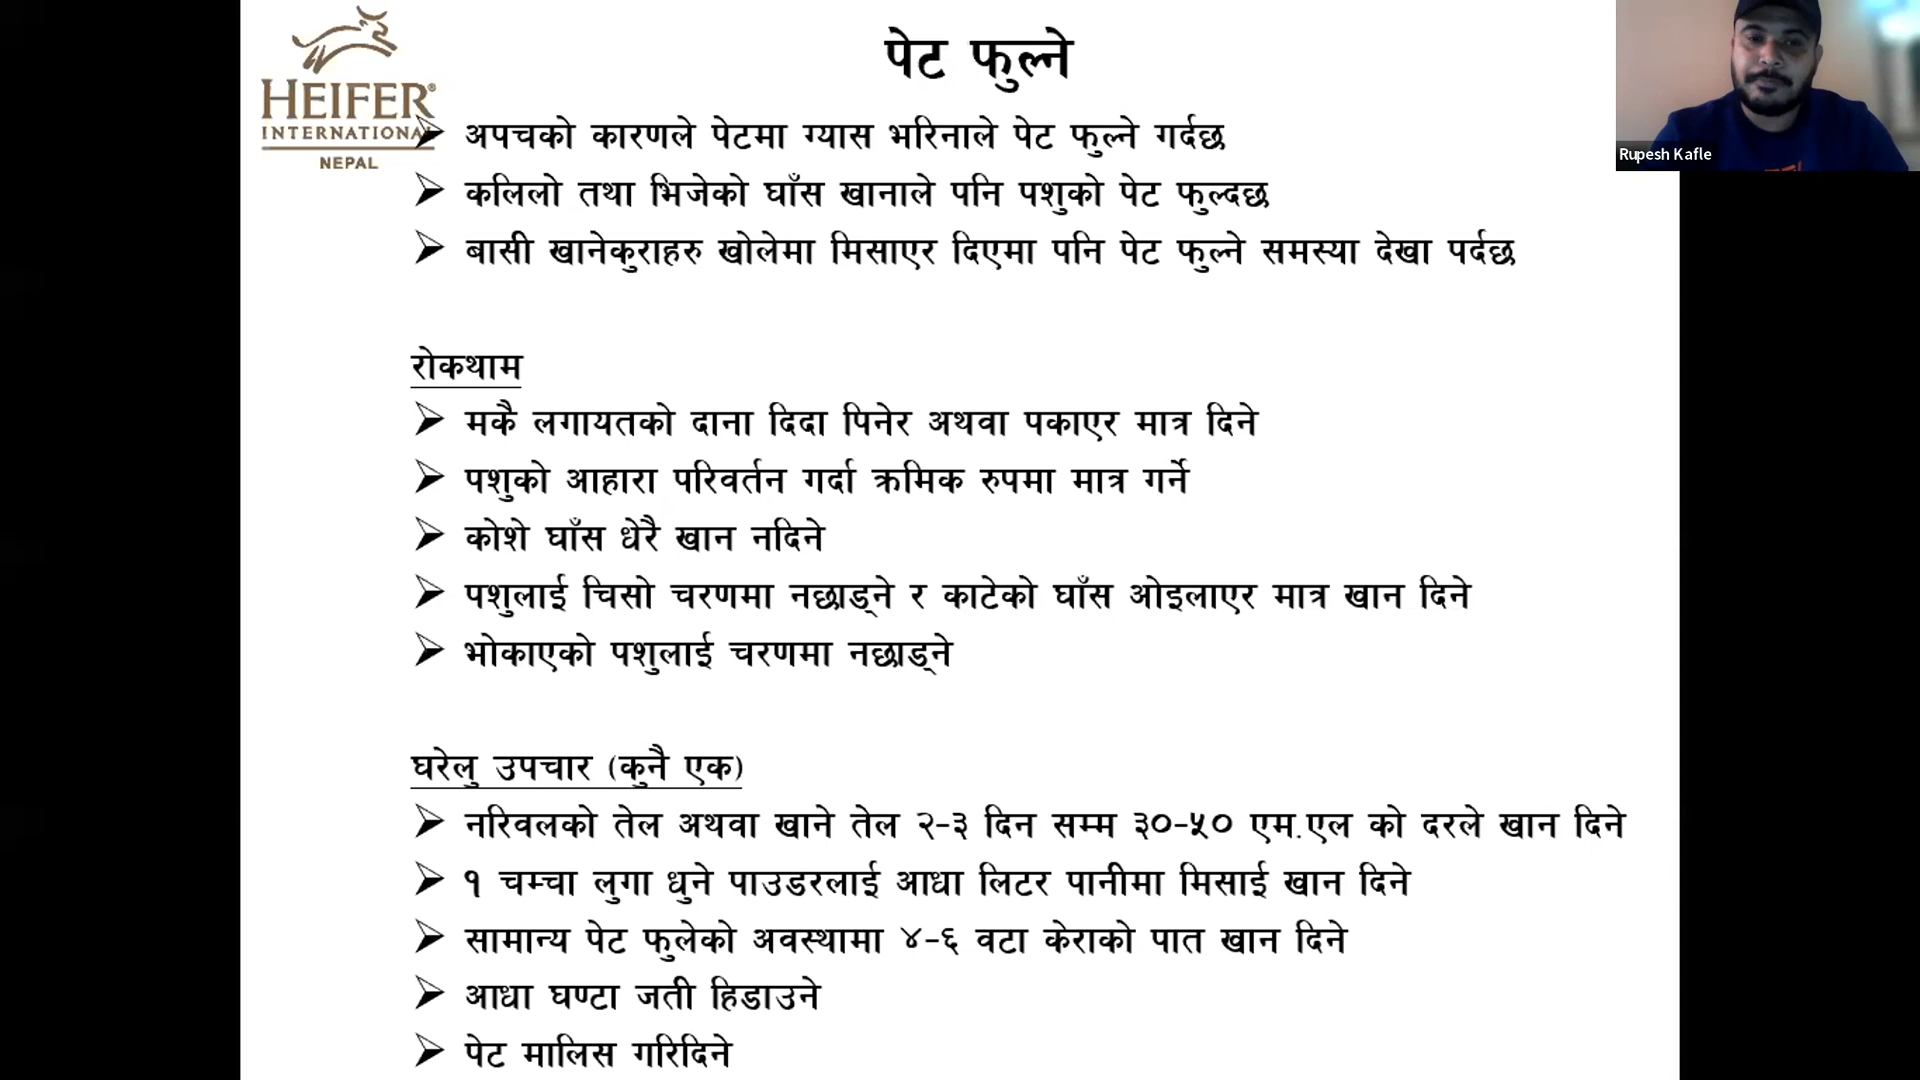 HEIFER®
INTERNATIONAL
NEPAL
पेट फुल्ने
Rupesh Kafle
➢ अपचको कारणले पेटमा ग्यास भरिनाले पेट फुल्ने गर्दछ
➢ कलिलो तथा भिजेको घाँस खानाले पनि पशुको पेट फुल्दछ
➢ बासी खानेकुराहरु खोलेमा मिसाएर दिएमा पनि पेट फुल्ने समस्या देखा पर्दछ
रोकथाम
➢ मकै लगायतको दाना दिदा पिनेर अथवा पकाएर मात्र दिने
➢ पशुको आहारा परिवर्तन गर्दा क्रमिक रुपमा मात्र गर्ने
➢ कोशे घाँस धेरै खान नदिने
➢ पशुलाई चिसो चरणमा नछाड्ने र काटेको घाँस ओइलाएर मात्र खान दिने
➢ भोकाएको पशुलाई चरणमा नछाड्ने
घरेलु उपचार (कुनै एक)
➢ नरिवलको तेल अथवा खाने तेल २-३ दिन सम्म ३०-५० एम.एल को दरले खान दिने
➢ १ चम्चा लुगा धुने पाउडरलाई आधा लिटर पानीमा मिसाई खान दिने
➢ सामान्य पेट फुलेको अवस्थामा ४-६ वटा केराको पात खान दिने
➢ आधा घण्टा जती हिडाउने
➢ पेट मालिस गरिदिने